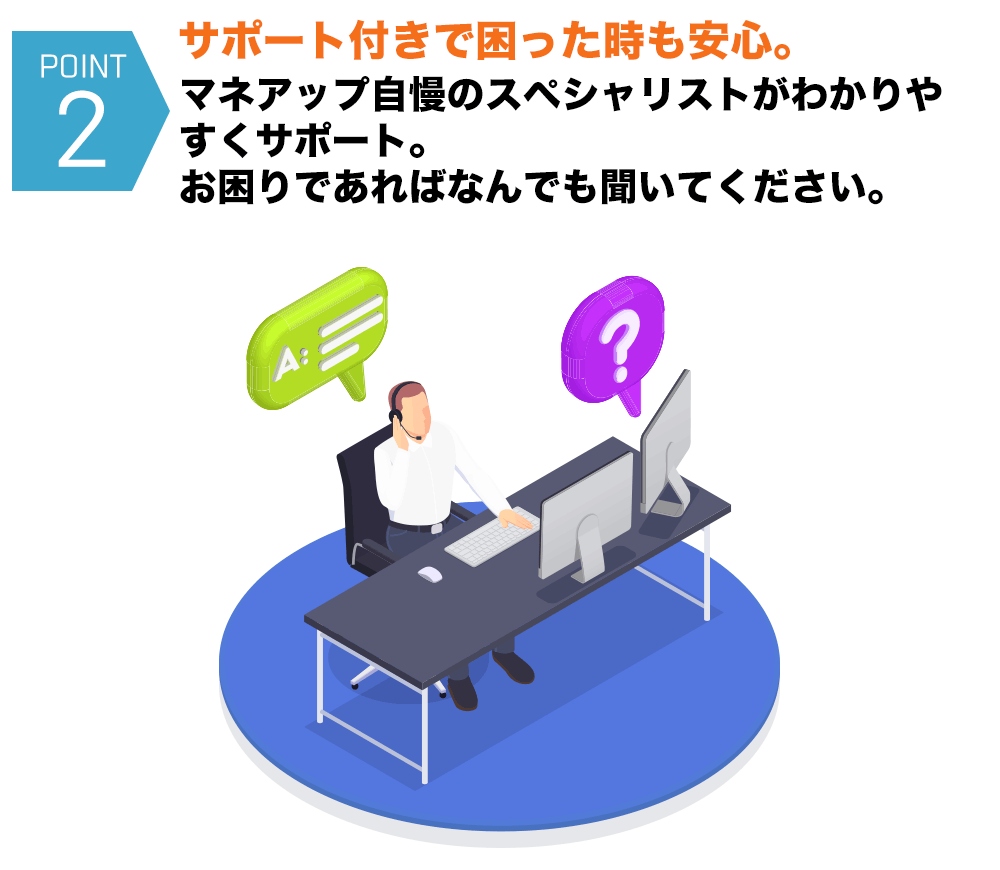 POINT
2
サポート付きで困った時も安心。
マネアップ自慢のスペシャリストがわかりや
すくサポート。
お困りであればなんでも聞いてください。
A:
?